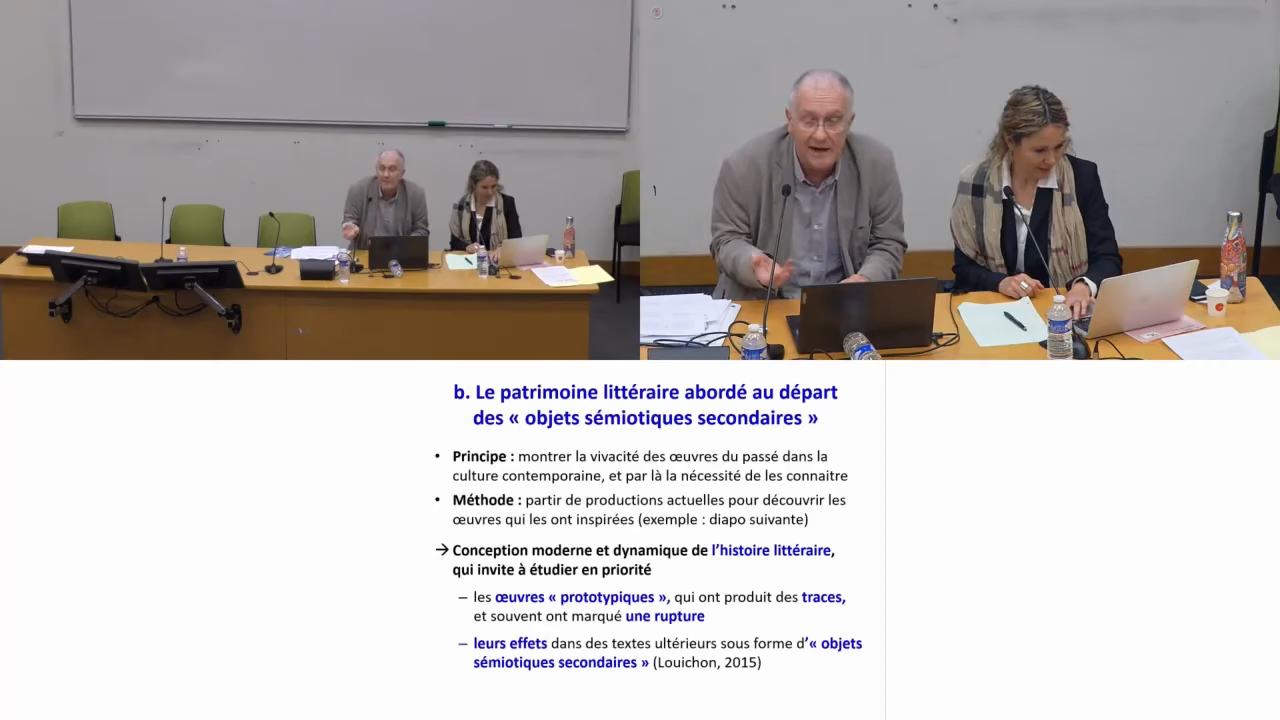 b. Le patrimoine littéraire abordé au départ
des « objets sémiotiques secondaires »
• Principe : montrer la vivacité des œuvres du passé dans la
culture contemporaine, et par là la nécessité de les connaitre
• Méthode : partir de productions actuelles pour découvrir les
œuvres qui les ont inspirées (exemple : diapo suivante)
→ Conception moderne et dynamique de l’histoire littéraire,
qui invite à étudier en priorité
– les œuvres « prototypiques », qui ont produit des traces,
et souvent ont marqué une rupture
– leurs effets dans des textes ultérieurs sous forme d’« objets
sémiotiques secondaires » (Louichon, 2015)